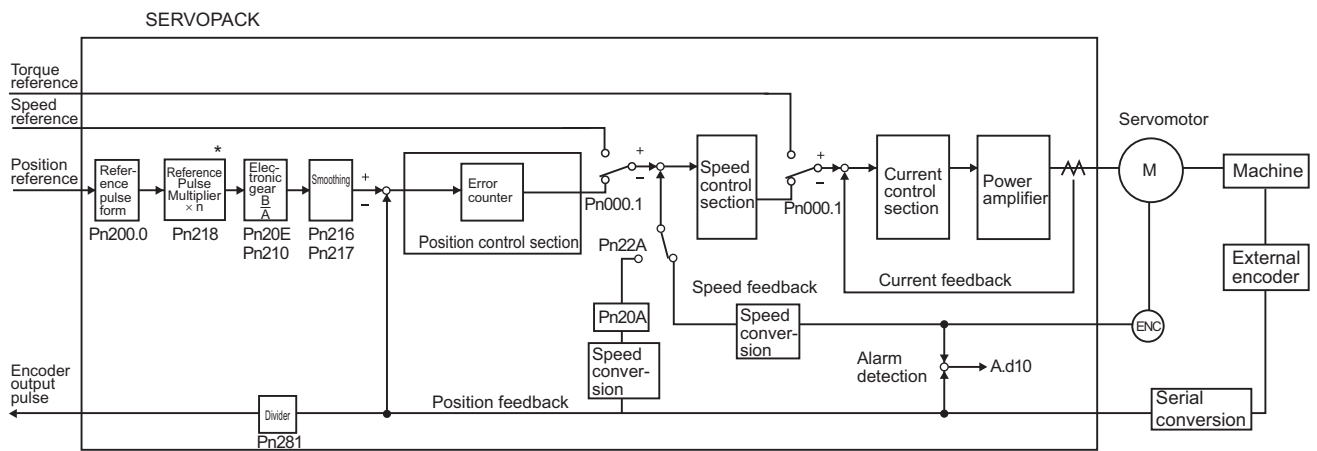 SERVOPACK
Torque
reference
Speed
reference
Position
reference
Refer-
ence
pulse
form
Pn200.0
*
Reference
Pulse
Multiplier
× n
Pn218
Elec-
tronic
gear
B
A
Pn20E
Pn210
Smoothing
Pn216
Pn217
+
−
Error
counter
Position control section
Pn000.1
+
−
Speed
control
section
Pn000.1
+
−
Current
control
section
Power
amplifier
Servomotor
M
Machine
External
encoder
Pn22A
Speed feedback
Current feedback
Pn20A
Speed
conver-
sion
Speed
conver-
sion
ENC
Alarm
detection
A.d10
Encoder
output
pulse
Divider
Pn281
Position feedback
Serial
conversion